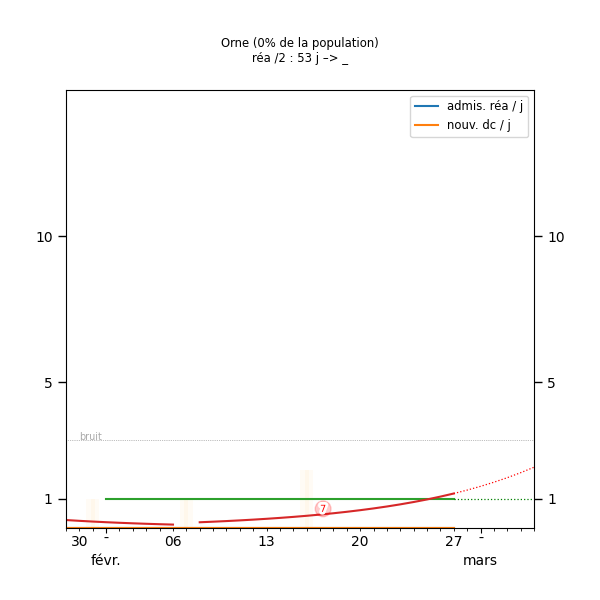 Orne (0% de la population)
réa /2 : 53 j –> _
admis. réa / j
nouv. dc / j
10
10
5
5
bruit
1
1
7
30
-
06
13
20
27
-
févr.
mars